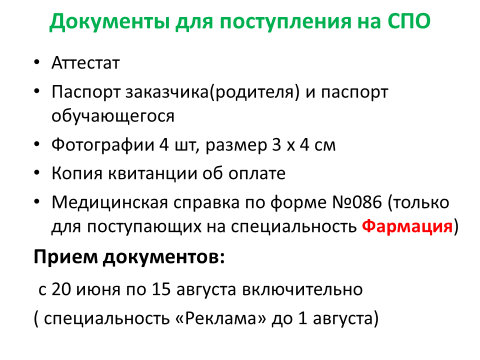 Документы для поступления на СПО
• Аттестат
• Паспорт заказчика(родителя) и паспорт
обучающегося
• Фотографии 4 шт, размер 3 х 4 см
• Копия квитанции об оплате
• Медицинская справка по форме №086 (только
для поступающих на специальность Фармация)
Прием документов:
с 20 июня по 15 августа включительно
( специальность «Реклама» до 1 августа)